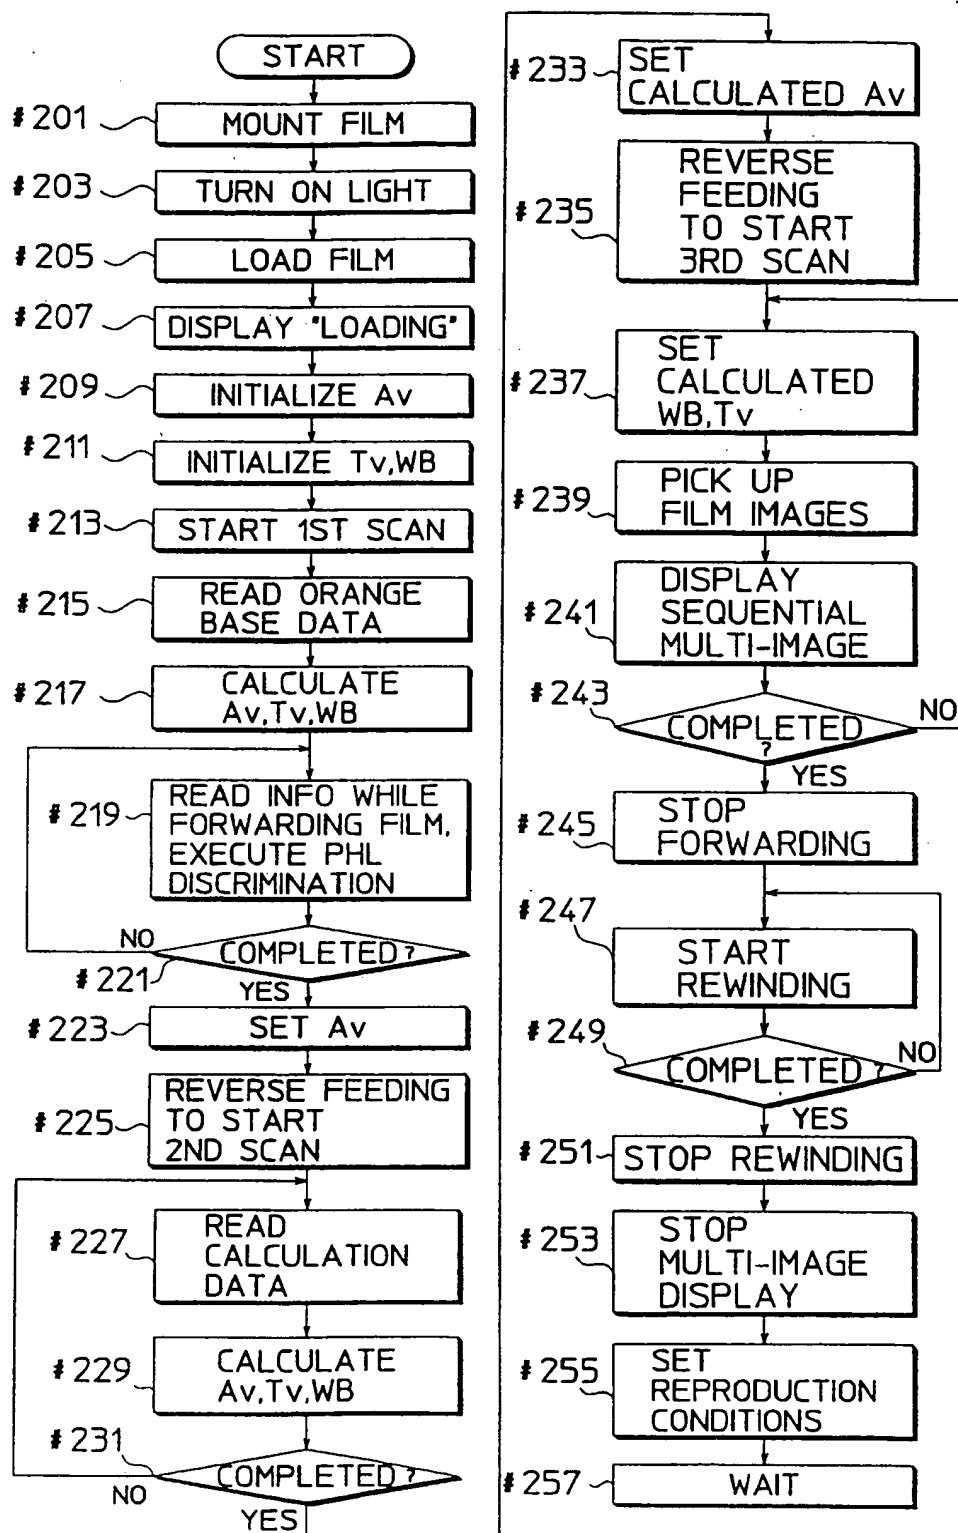 START
#201
MOUNT FILM
#203
TURN ON LIGHT
#205
LOAD FILM
#207
DISPLAY "LOADING"
#209
INITIALIZE Av
#211
INITIALIZE Tv,WB
#213
START 1ST SCAN
#215
READ ORANGE
BASE DATA
#217
CALCULATE
Av,Tv,WB
#219
READ INFO WHILE
FORWARDING FILM,
EXECUTE PHL
DISCRIMINATION
NO
COMPLETED?
#221
YES
#223
SET Av
#225
REVERSE FEEDING
TO START
2ND SCAN
#227
READ
CALCULATION
DATA
#229
CALCULATE
Av,Tv,WB
#231
COMPLETED?
NO
YES
#233
SET
CALCULATED Av
#235
REVERSE
FEEDING
TO START
3RD SCAN
#237
SET
CALCULATED
WB,Tv
#239
PICK UP
FILM IMAGES
#241
DISPLAY
SEQUENTIAL
MULTI-IMAGE
#243
COMPLETED
?
NO
YES
#245
STOP
FORWARDING
#247
START
REWINDING
#249
COMPLETED?
NO
YES
#251
STOP REWINDING
#253
STOP
MULTI-IMAGE
DISPLAY
#255
SET
REPRODUCTION
CONDITIONS
#257
WAIT